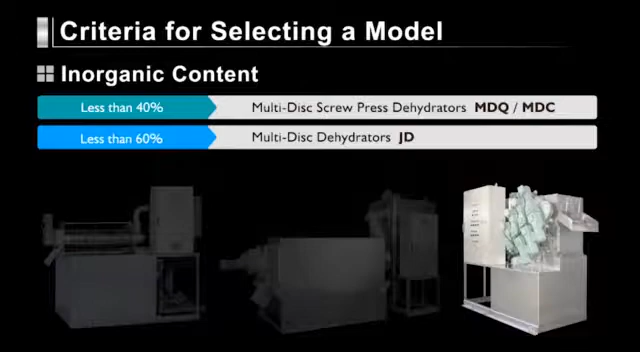 Criteria for Selecting a Model
Inorganic Content
Less than 40% Multi-Disc Screw Press Dehydrators MDQ / MDC
Less than 60% Multi-Disc Dehydrators JD